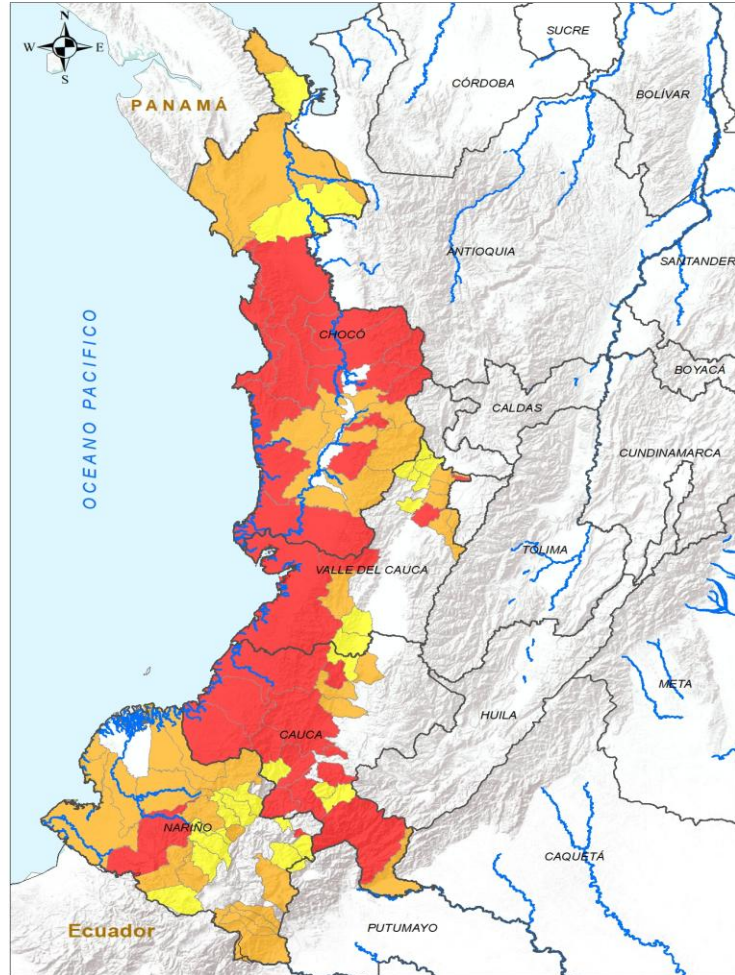 N
W E
S
SUCRE
CÓRDOBA
BOLÍVAR
PANAMÁ
ANTIOQUIA
SANTANDER
OCEANO PACIFICO
CHOCÓ
BOYACÁ
CALDAS
CUNDINAMARCA
TOLIMA
VALLE DEL CAUCA
META
HUILA
CAUCA
NARIÑO
CAQUETÁ
PUTUMAYO
Ecuador